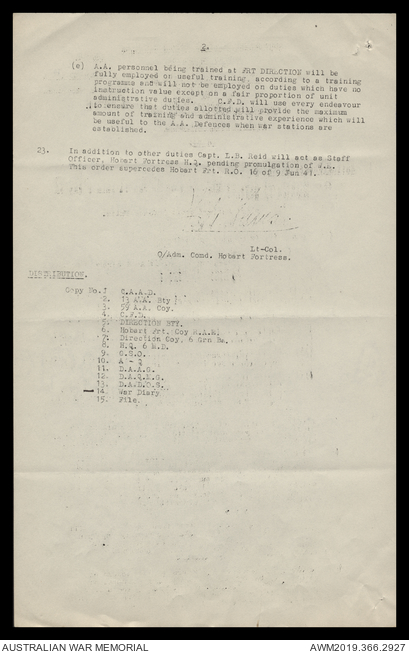 2.
(e) A.A. personnel being trained at FRT DIRECTION will be
fully employed on useful training, according to a training
programme and will not be employed on duties which have no
instruction value except on a fair proportion of unit
administrative duties. C.F.D. will use every endeavour
to ensure that duties allotted will provide the maximum
amount of training and administrative experience which will
be useful to the A.A. Defences when war stations are
established.
23. In addition to other duties Capt. L.B. Reid will act as Staff
Officer, Hobart Fortress H.Q. pending promulgation of W.E.
This order supercedes Hobart Frt. R.O. 16 of 9 Jun 41.
Lt-Col.
O/Adm. Comd. Hobart Fortress.
DISTRIBUTION.
Copy No.1 C.A.A.D.
2. 13 A.A. Bty
3. 59 A.A. Coy.
4. C.F.D.
5. DIRECTION BTY.
6. Hobart Frt. Coy R.A.E.
7. Direction Coy, 6 Grn Bn.
8. H.Q. 6 M.D.
9. G.S.O.
10. A - Q
11. D.A.A.G.
12. D.A.Q.M.G.
13. D.A.D.O.S.
14. War Diary
15. File.
AUSTRALIAN WAR MEMORIAL
AWM2019.366.2927